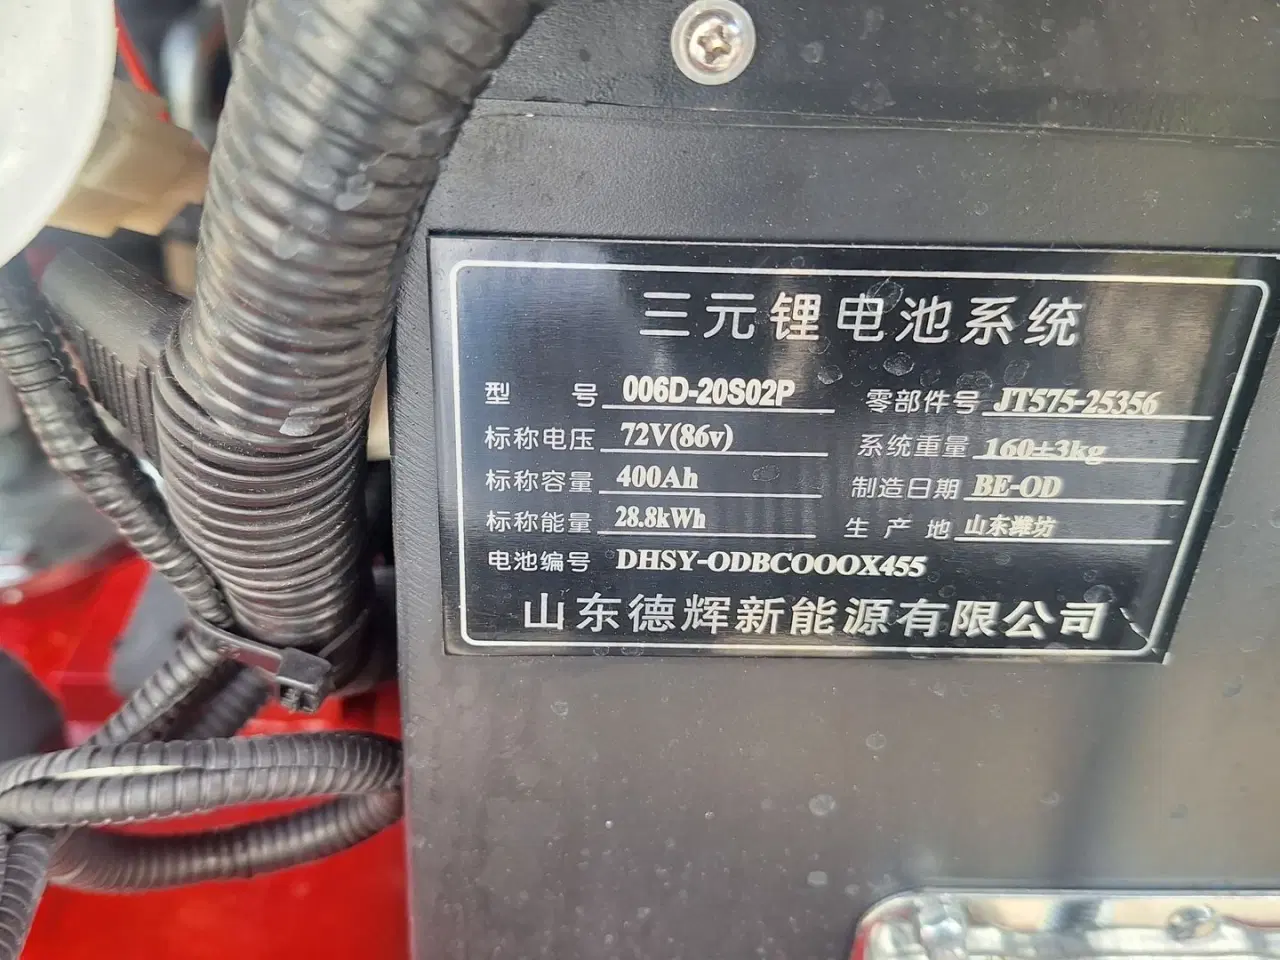 三元锂电池系统
型 号 006D-20S02P 零部件号 JT575-25356
标称电压 72V(86v) 系统重量 160±3kg
标称容量 400Ah 制造日期 BE-OD
标称能量 28.8kWh 生产地 山东潍坊
电池编号 DHSY-ODBCOOOX455
山东德辉新能源有限公司